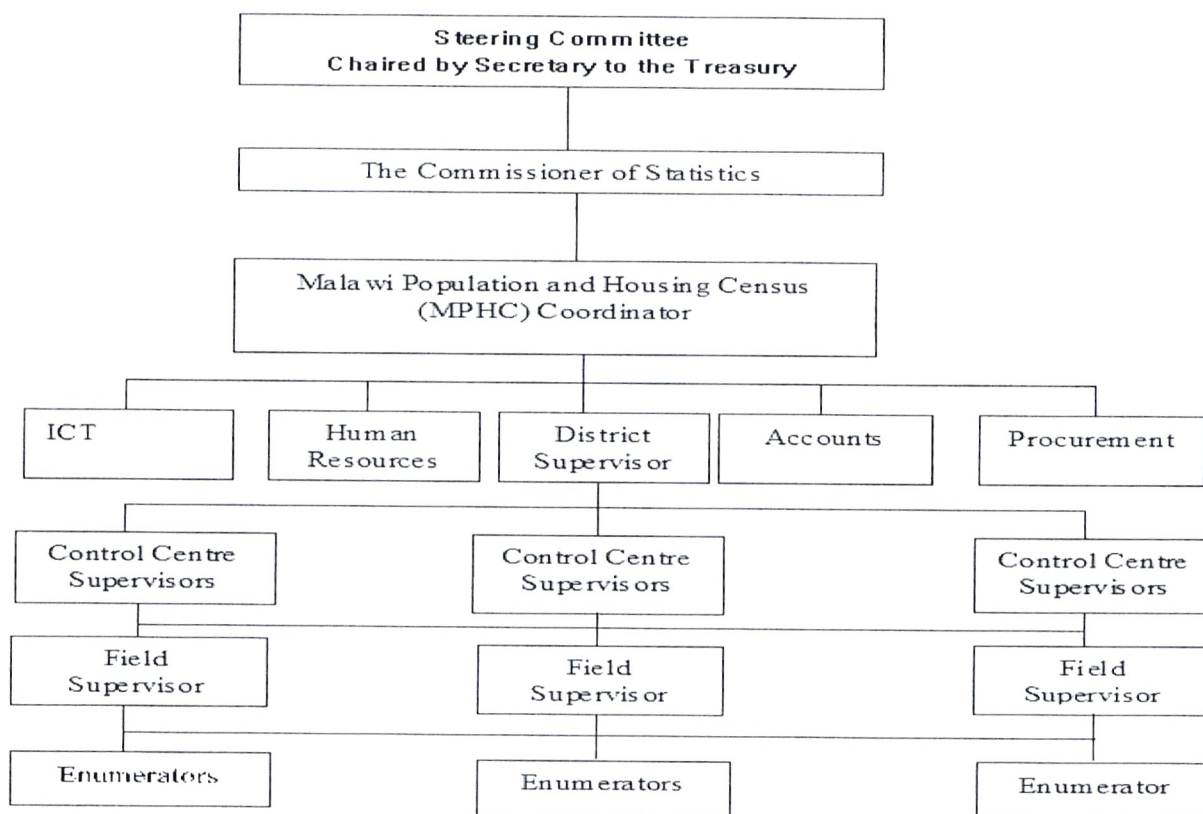 Steering Committee
Chaired by Secretary to the Treasury
The Commissioner of Statistics
Malawi Population and Housing Census
(MPHC) Coordinator
ICT
Human
Resources
District
Supervisor
Accounts
Procurement
Control Centre
Supervisors
Control Centre
Supervisors
Control Centre
Supervisors
Field
Supervisor
Field
Supervisor
Field
Supervisor
Enumerators
Enumerators
Enumerator